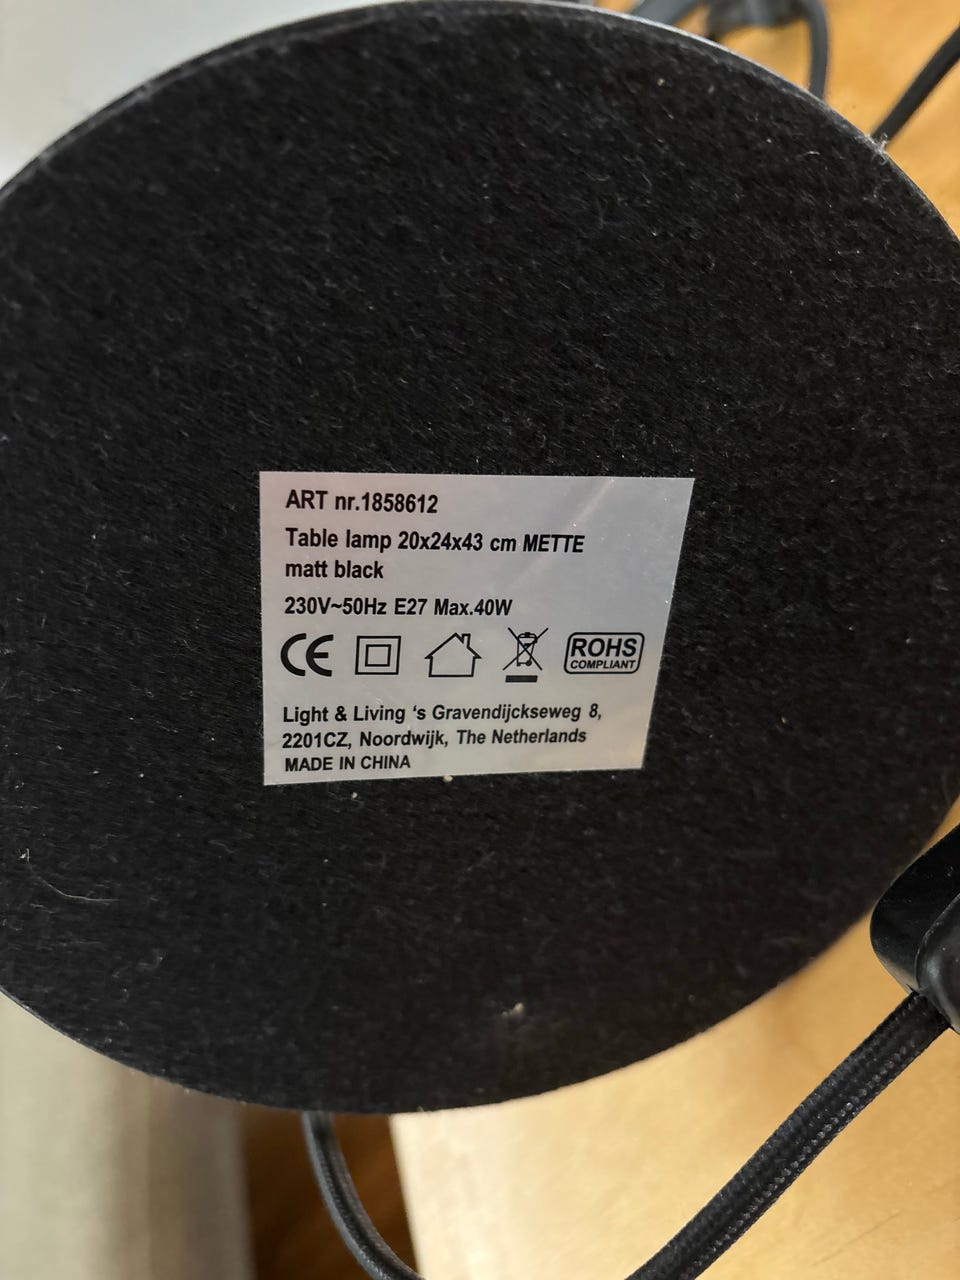 ART nr.1858612
Table lamp 20x24x43 cm METTE
matt black
230V~50Hz E27 Max.40W
CE
ROHS
COMPLIANT
Light & Living ‘s Gravendijckseweg 8,
2201CZ, Noordwijk, The Netherlands
MADE IN CHINA